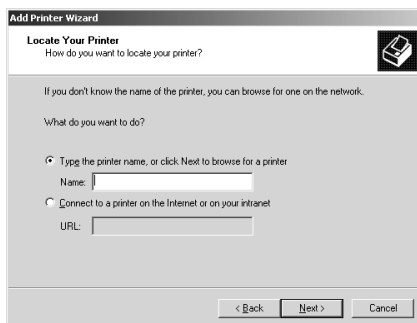 Add Printer Wizard
Locate Your Printer
How do you want to locate your printer?
If you don't know the name of the printer, you can browse for one on the network.
What do you want to do?
Type the printer name, or click Next to browse for a printer
Name:
Connect to a printer on the Internet or on your intranet
URL:
< Back Next > Cancel